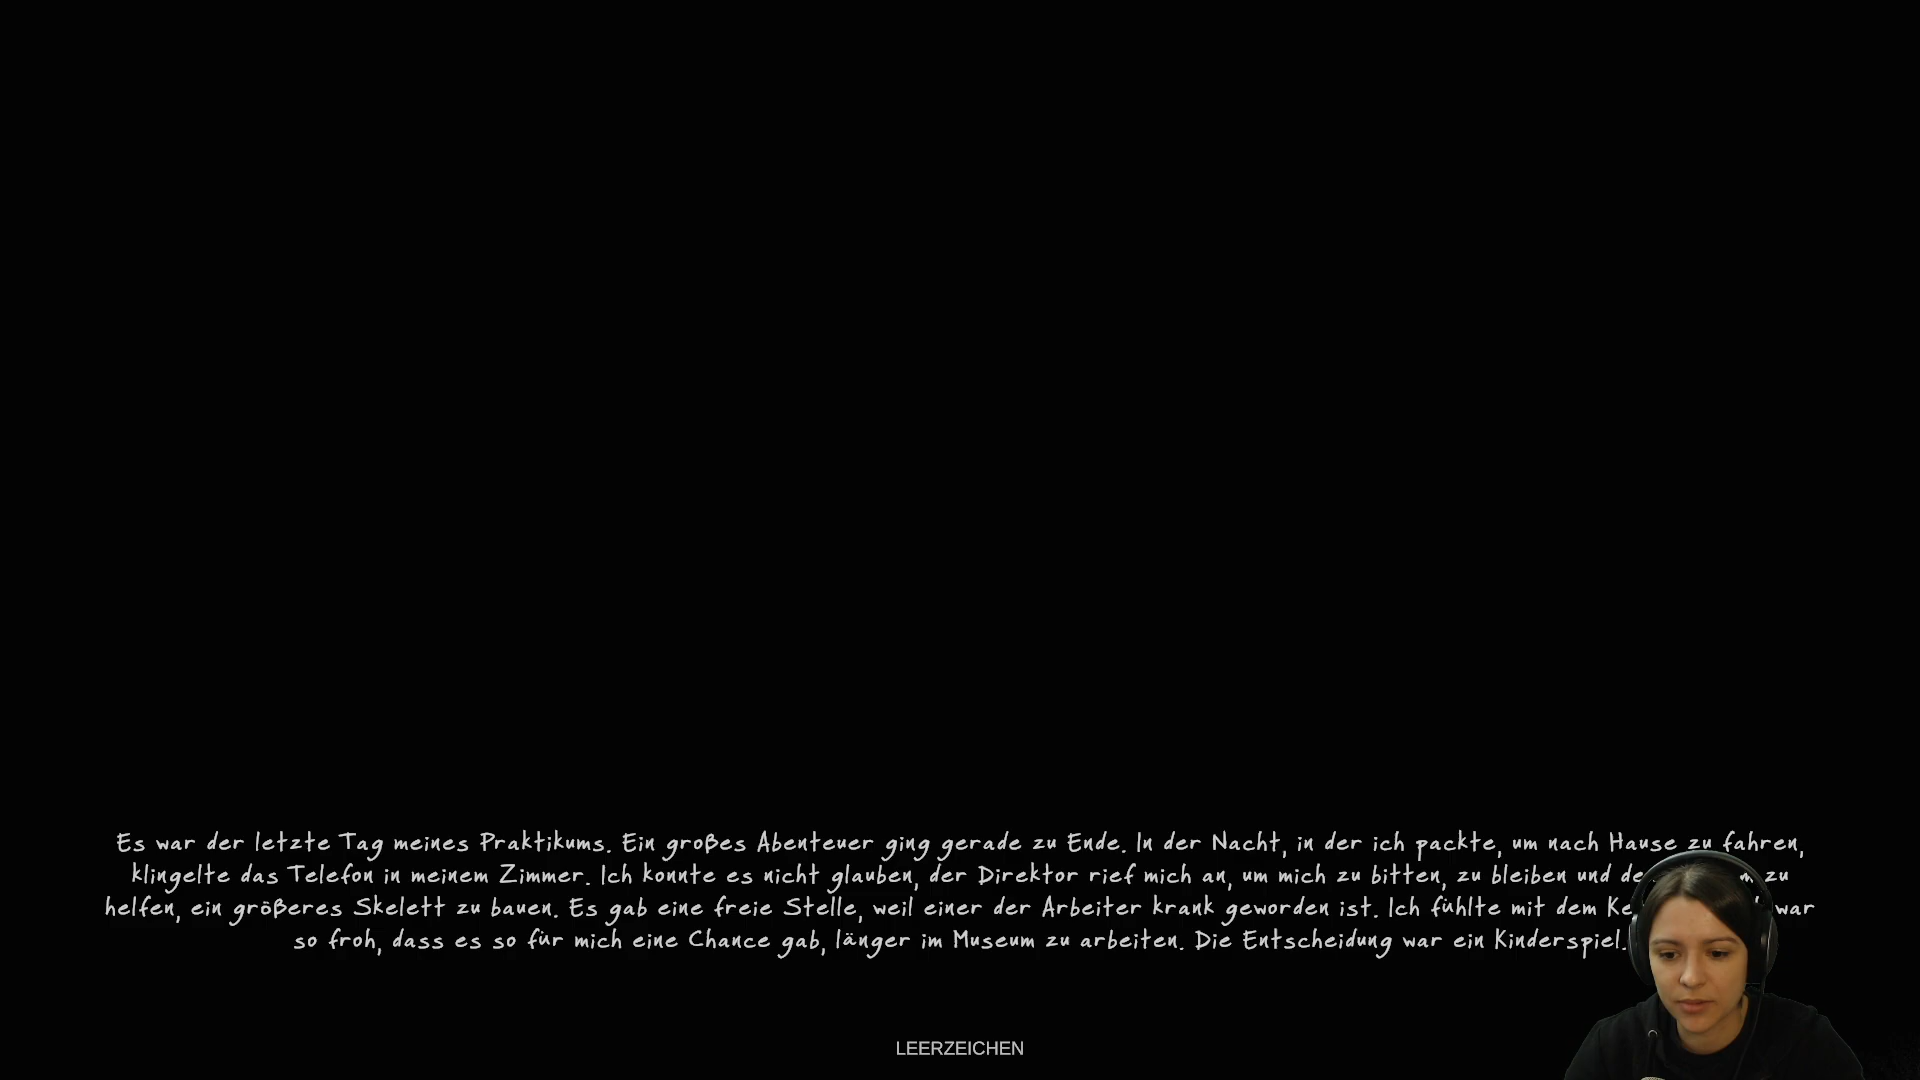 Es war der letzte Tag meines Praktikums. Ein großes Abenteuer ging gerade zu Ende. In der Nacht, in der ich packte, um nach Hause zu fahren,
klingelte das Telefon in meinem Zimmer. Ich konnte es nicht glauben, der Direktor rief mich an, um mich zu bitten, zu bleiben und zu
helfen, ein größeres Skelett zu bauen. Es gab eine freie Stelle, weil einer der Arbeiter krank geworden ist. Ich fühlte mit dem war
so froh, dass es so für mich eine Chance gab, länger im Museum zu arbeiten. Die Entscheidung war ein Kinderspiel.
LEERZEICHEN